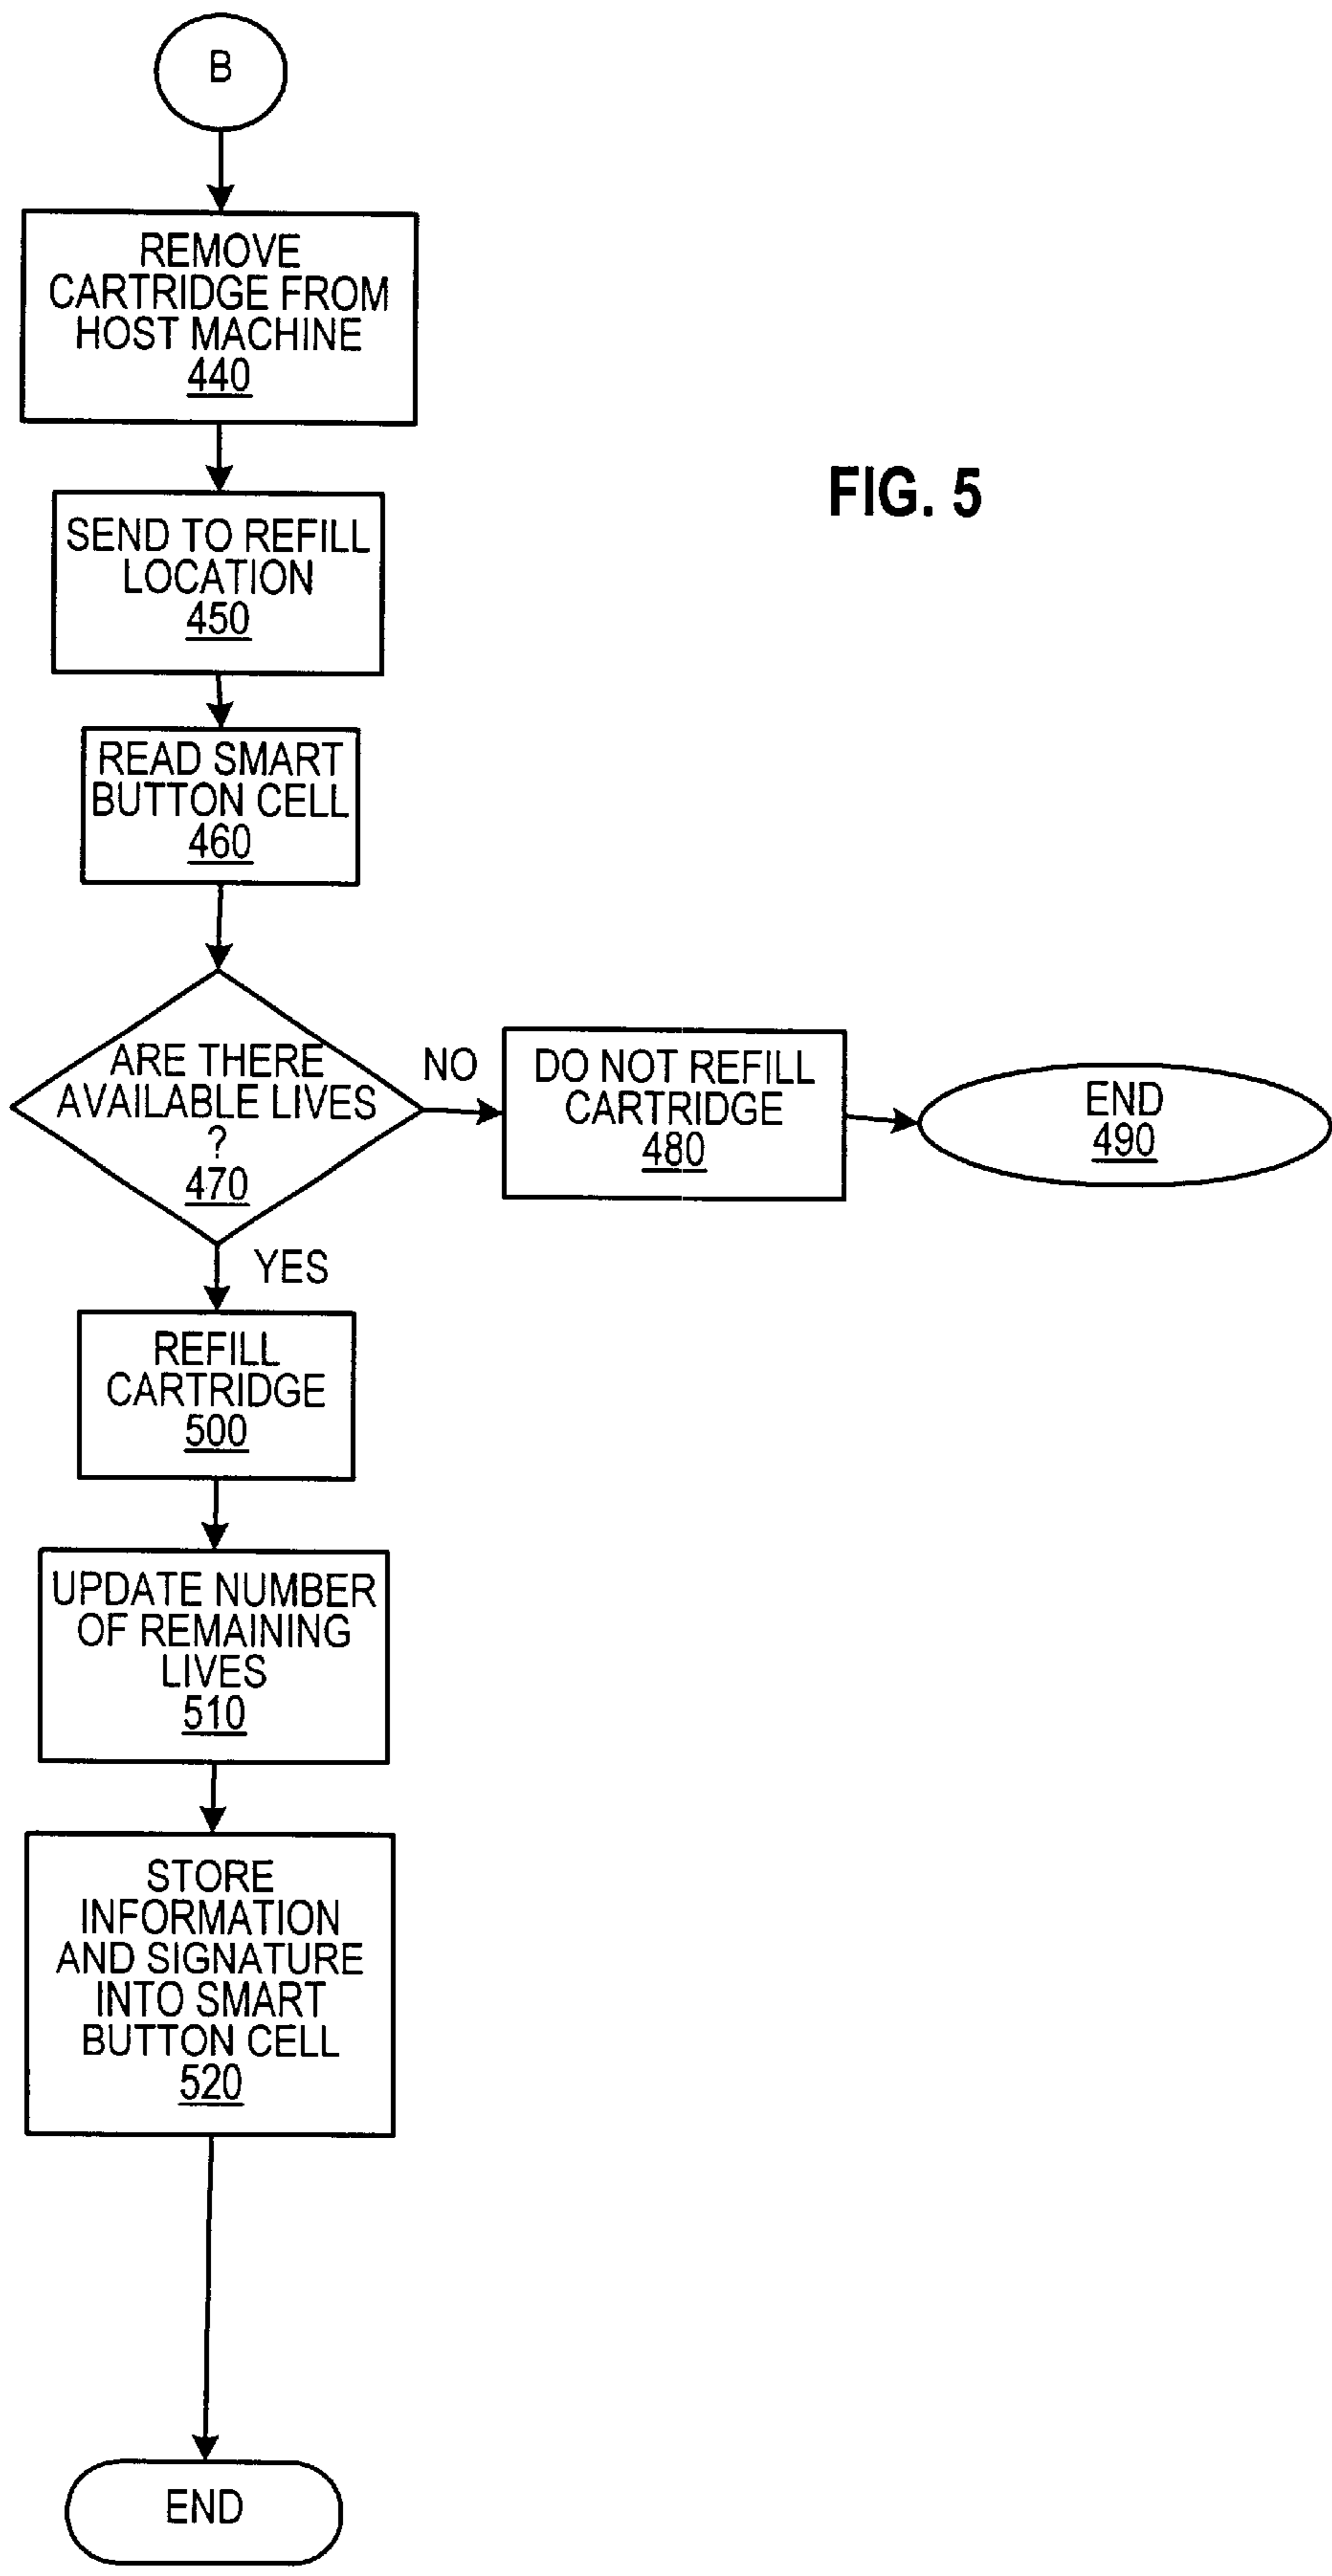 B
REMOVE
CARTRIDGE FROM
HOST MACHINE
440
FIG. 5
SEND TO REFILL
LOCATION
450
READ SMART
BUTTON CELL
460
ARE THERE
AVAILABLE LIVES
?
470
NO
DO NOT REFILL
CARTRIDGE
480
END
490
YES
REFILL
CARTRIDGE
500
UPDATE NUMBER
OF REMAINING
LIVES
510
STORE
INFORMATION
AND SIGNATURE
INTO SMART
BUTTON CELL
520
END